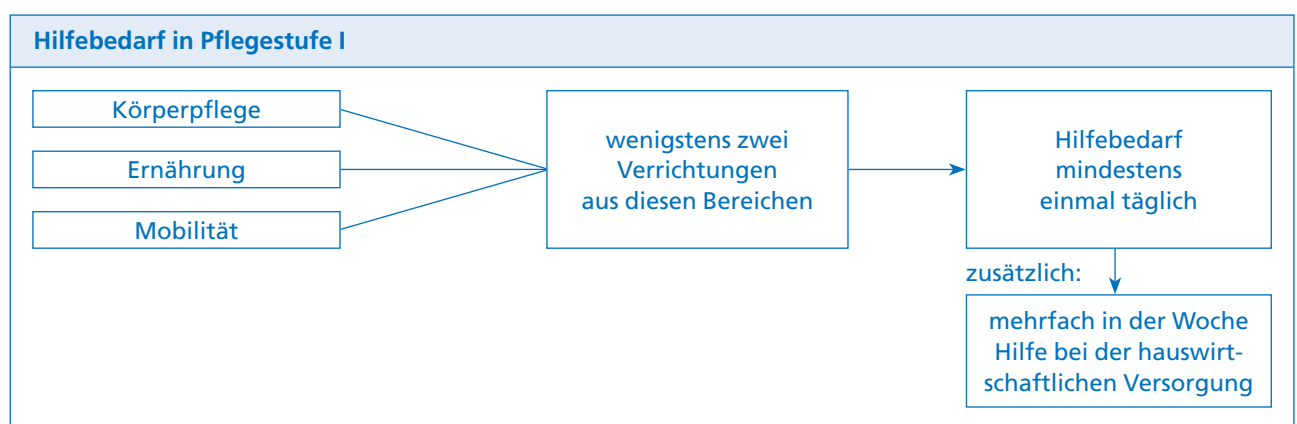 Hilfebedarf in Pflegestufe I
Körperpflege
Ernährung
Mobilität
wenigstens zwei
Verrichtungen
aus diesen Bereichen
Hilfebedarf
mindestens
einmal täglich
zusätzlich:
mehrfach in der Woche
Hilfe bei der hauswirt-
schaftlichen Versorgung